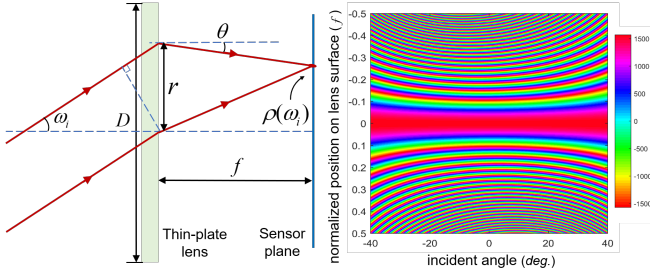 θ
ω_i
D
r
ρ(ω_i)
f
Thin-plate
lens
Sensor
plane
normalized position on lens surface (f)
-0.5
-0.4
-0.3
-0.2
-0.1
0
0.1
0.2
0.3
0.4
0.5
-40
-20
0
20
40
incident angle (deg.)
1500
1000
500
0
-500
-1000
-1500